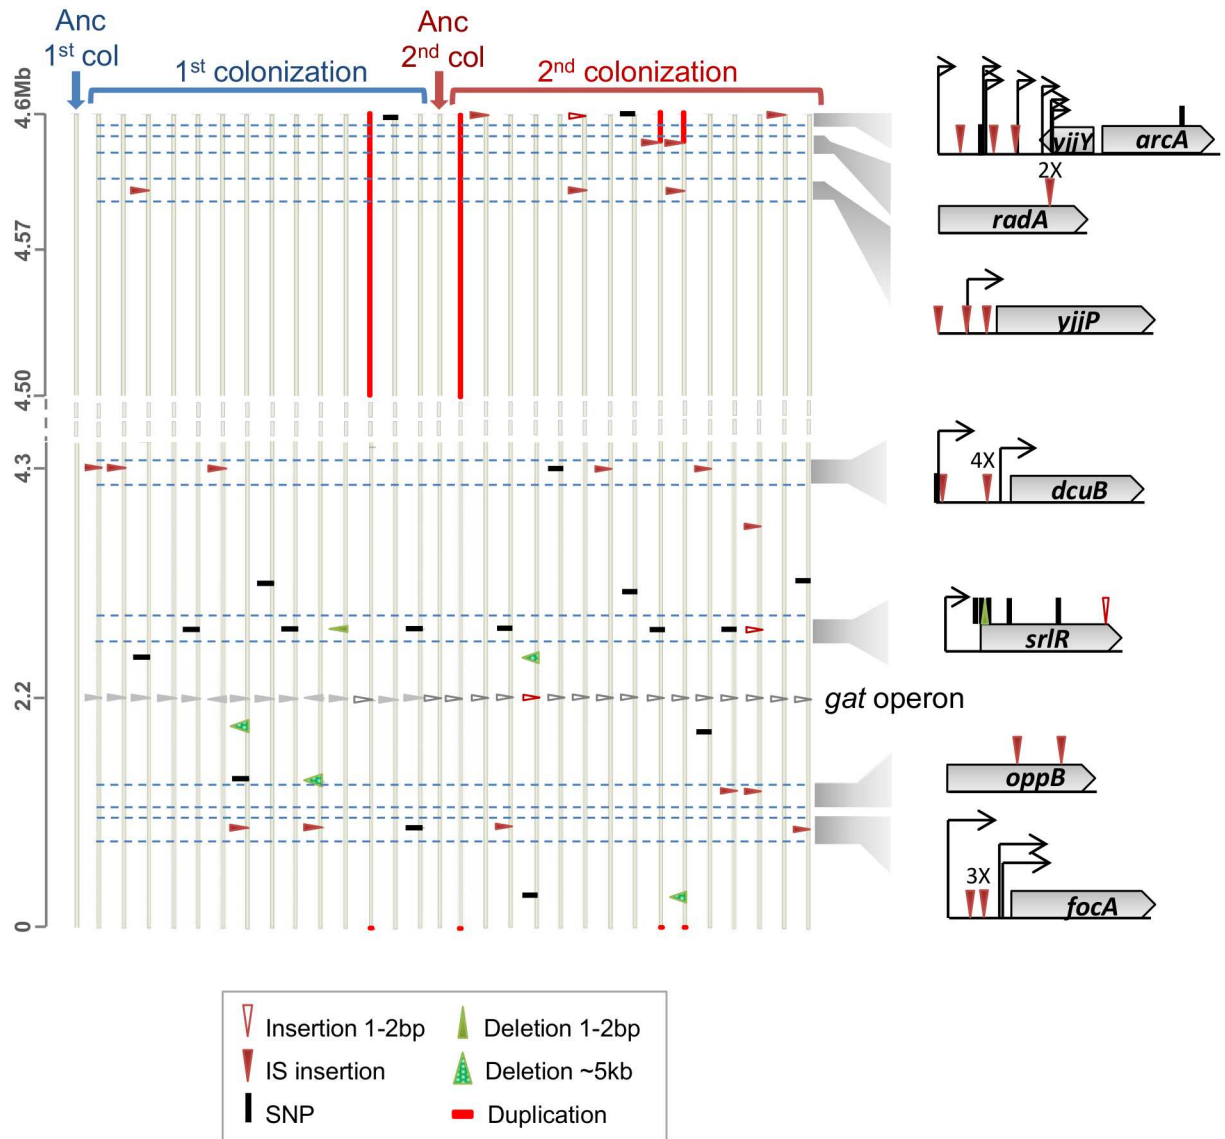 Anc
1st col
1st colonization
Anc
2nd col
2nd colonization
4.6Mb
4.57
4.50
4.3
2.2
0
yjjY
arcA
2X
radA
yjjP
4X
dcuB
srlR
gat operon
oppB
3X
focA
Insertion 1-2bp
Deletion 1-2bp
IS insertion
Deletion ~5kb
SNP
Duplication